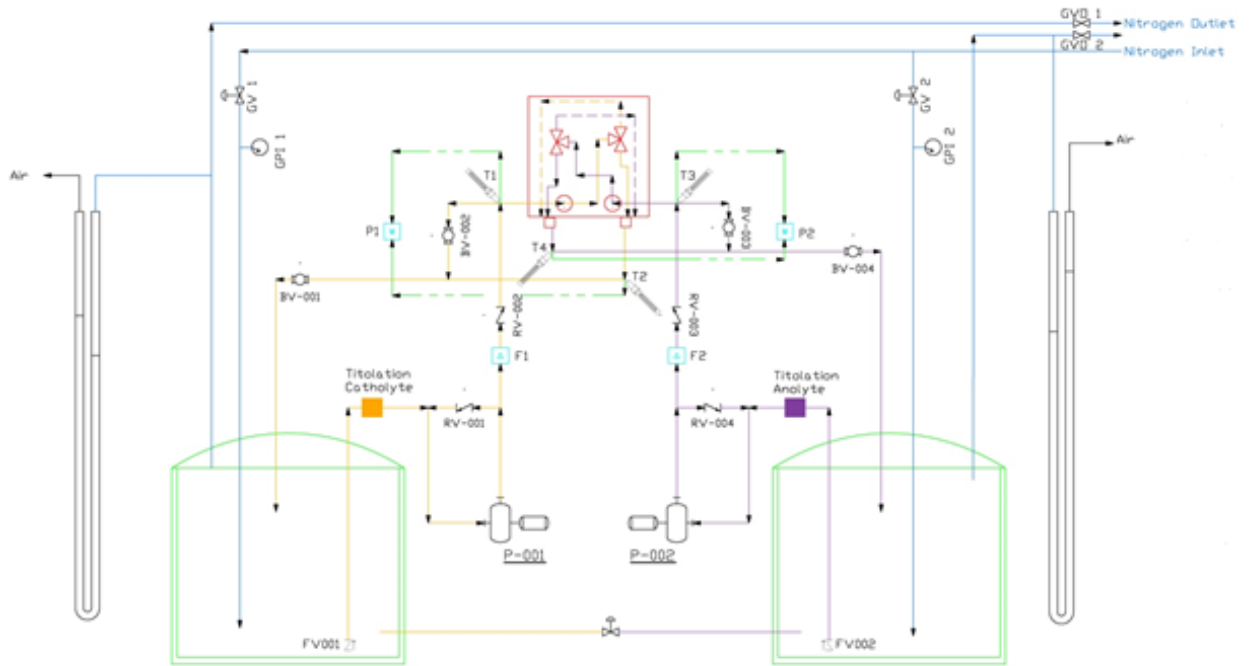 GVO 1
Nitrogen Outlet
GVO 2
Nitrogen Inlet
GV 1
GV 2
GPI 1
GPI 2
Air
Air
T1
T3
P1
BV-002
BV-003
P2
T4
BV-004
T2
BV-001
RV-002
RV-003
F1
F2
Titolation
Catholyte
Titolation
Anolyte
RV-001
RV-004
P-001
P-002
FV001
FV002